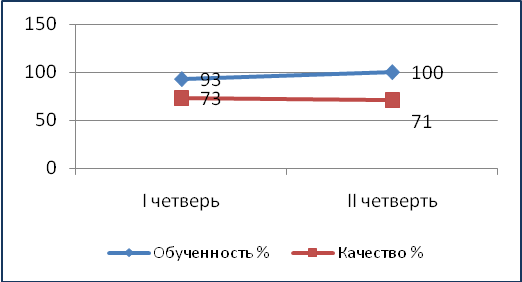 150
100
50
0
93
100
73
71
I четверь
II четверть
Обученность %
Качество %